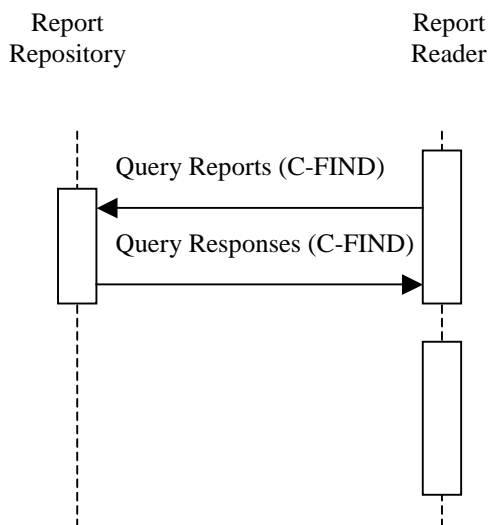 Report
Repository
Report
Reader
Query Reports (C-FIND)
Query Responses (C-FIND)